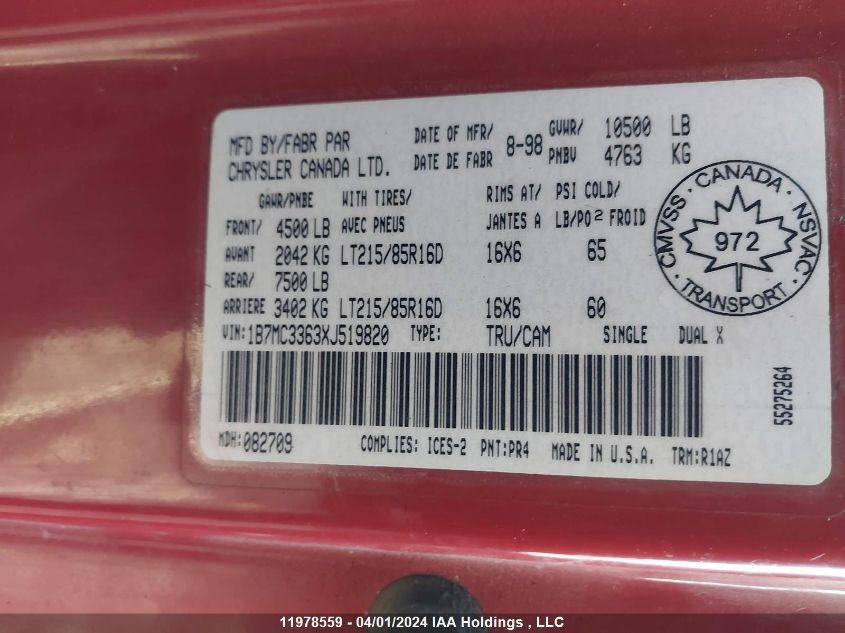 MFD BY/FABR PAR
CHRYSLER CANADA LTD.
DATE OF MFR/
DATE DE FABR
8-98
GVWR/ 10500 LB
PNBV 4763 KG
GAWR/PNBE WITH TIRES/ RIMS AT/ PSI COLD/
FRONT/ 4500 LB AVEC PNEUS JANTES A LB/PO² FROID
AVANT 2042 KG LT215/85R16D 16X6 65
REAR/ 7500 LB
ARRIERE 3402 KG LT215/85R16D 16X6 60
VIN:1B7MC3363XJ519820 TYPE: TRU/CAM SINGLE DUAL X
CMVSS · CANADA · NSVAC · TRANSPORT ·
972
55275264
MDH:082709 COMPLIES: ICES-2 PNT:PR4 MADE IN U.S.A. TRM:R1AZ
11978559 - 04/01/2024 IAA Holdings , LLC